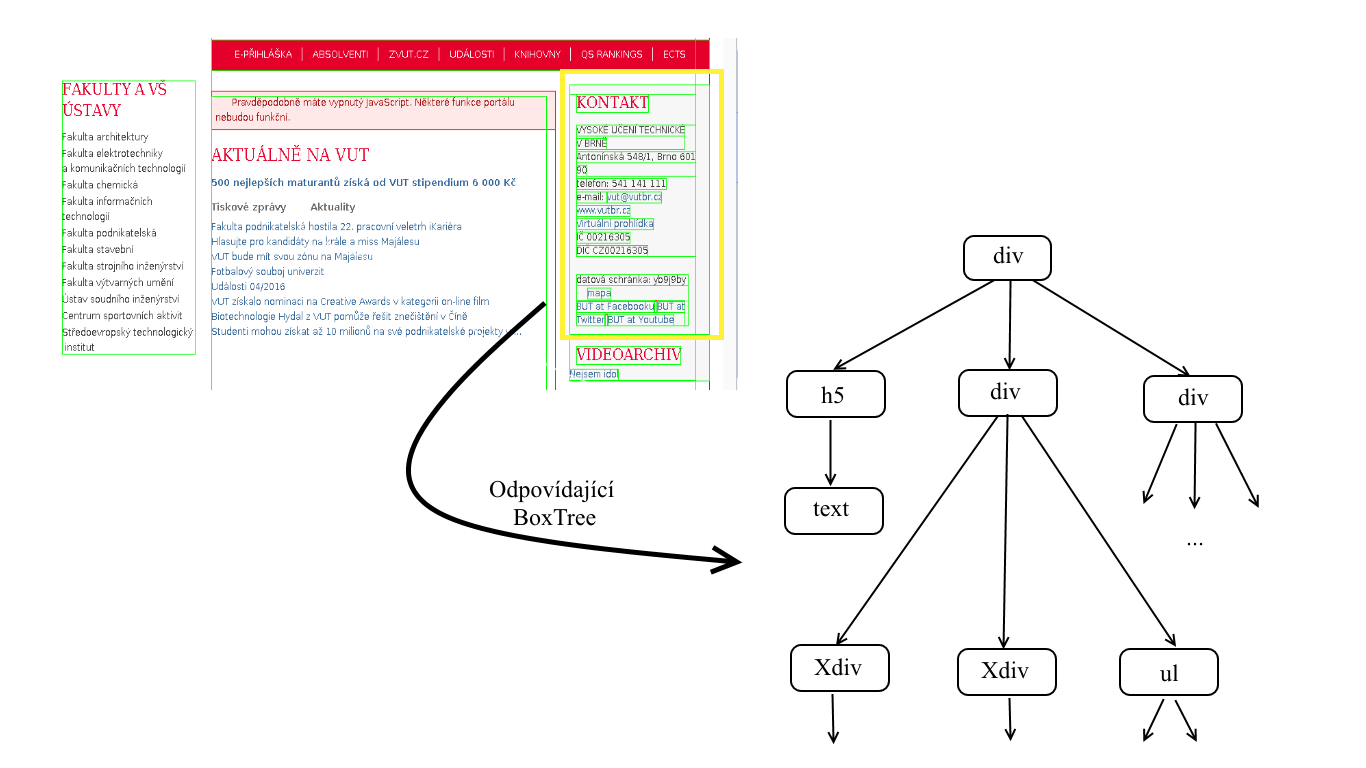 E-PŘIHLÁŠKA | ABSOLVENTI | ZVUT.CZ | UDÁLOSTI | KNIHOVNY | QS RANKINGS | ECTS
FAKULTY A VŠ
ÚSTAVY
Fakulta architektury
Fakulta elektrotechniky
a komunikačních technologií
Fakulta chemická
Fakulta informačních
technologií
Fakulta podnikatelská
Fakulta stavební
Fakulta strojního inženýrství
Fakulta výtvarných umění
Ústav soudního inženýrství
Centrum sportovních aktivit
Středoevropský technologický
institut
Pravděpodobně máte vypnutý JavaScript. Některé funkce portálu
nebudou funkční.
AKTUÁLNĚ NA VUT
500 nejlepších maturantů získá od VUT stipendium 6 000 Kč
Tiskové zprávy Aktuality
Fakulta podnikatelská hostila 22. pracovní veletrh iKariéra
Hlasujte pro kandidáty na krále a miss Majálesu
VUT bude mít svou zónu na Majálesu
Fotbalový souboj univerzit
Události 04/2016
VUT získalo nominaci na Creative Awards v kategorii on-line film
Biotechnologie Hydal z VUT pomůže řešit znečištění v Číně
Studenti mohou získat až 10 milionů na své podnikatelské projekty v...
KONTAKT
VYSOKÉ UČENÍ TECHNICKÉ
V BRNĚ
Antonínská 548/1, Brno 601
90
telefon: 541 141 111
e-mail: vut@vutbr.cz
www.vutbr.cz
Virtuální prohlídka
IČ 00216305
DIČ CZ00216305
datová schránka: yb9j9by
mapa
BUT at Facebooku BUT at
Twitter BUT at Youtube
VIDEOARCHIV
Nejsem idol
Odpovídající
BoxTree
div
h5
div
div
text
...
Xdiv
Xdiv
ul